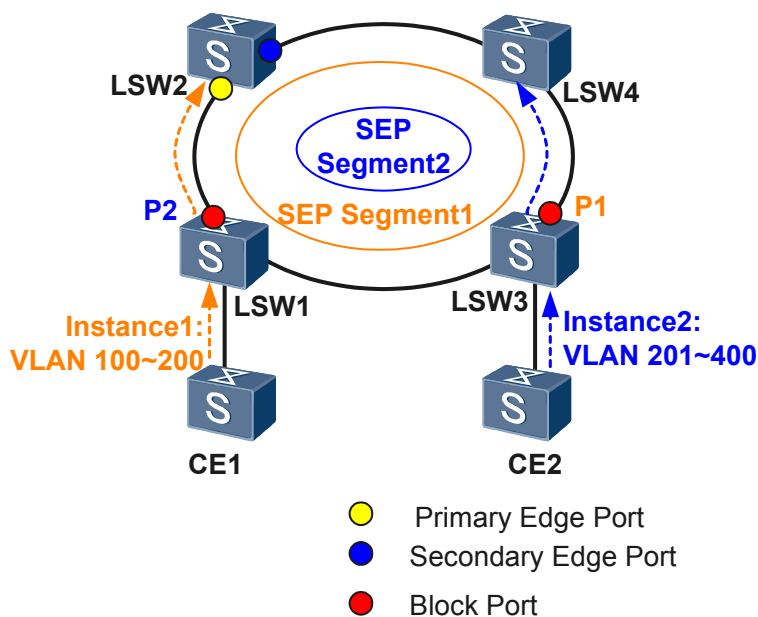 S
S
LSW2
LSW4
SEP
Segment2
P2
SEP Segment1
P1
S
S
LSW1
LSW3
Instance1:
VLAN 100~200
Instance2:
VLAN 201~400
S
S
CE1
CE2
Primary Edge Port
Secondary Edge Port
Block Port